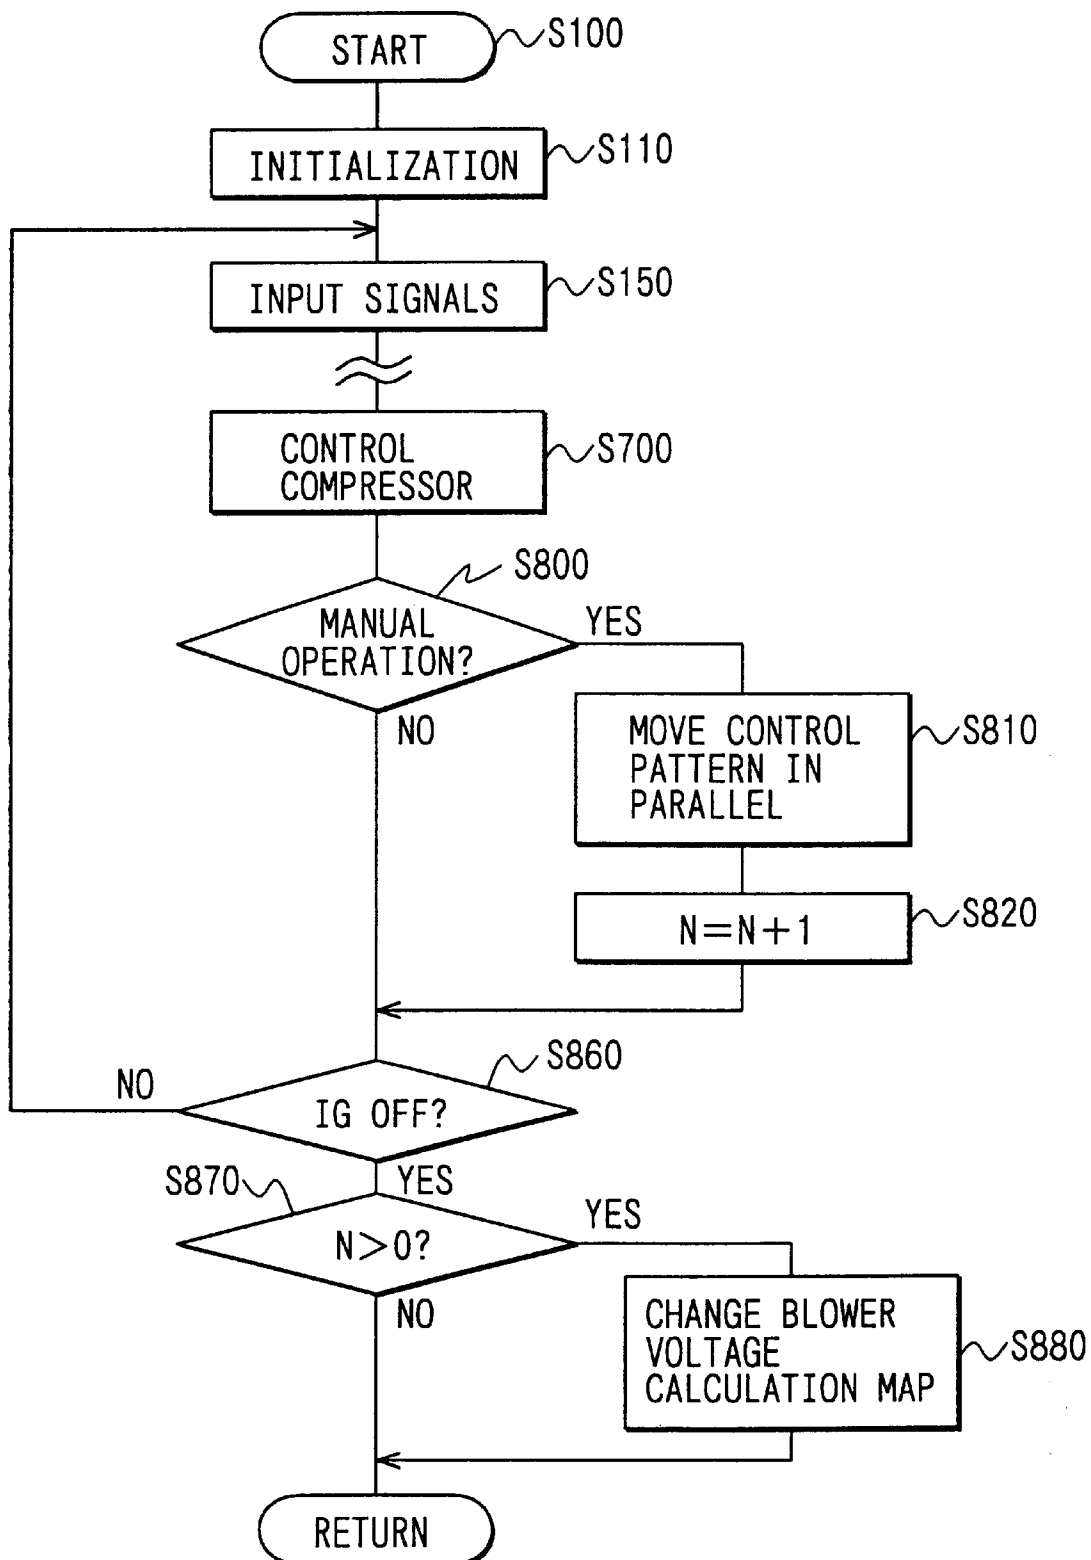 START
S100
INITIALIZATION
S110
INPUT SIGNALS
S150
CONTROL
COMPRESSOR
S700
S800
MANUAL
OPERATION?
YES
NO
MOVE CONTROL
PATTERN IN
PARALLEL
S810
N=N+1
S820
S860
NO
IG OFF?
YES
S870
N>0?
YES
NO
CHANGE BLOWER
VOLTAGE
CALCULATION MAP
S880
RETURN